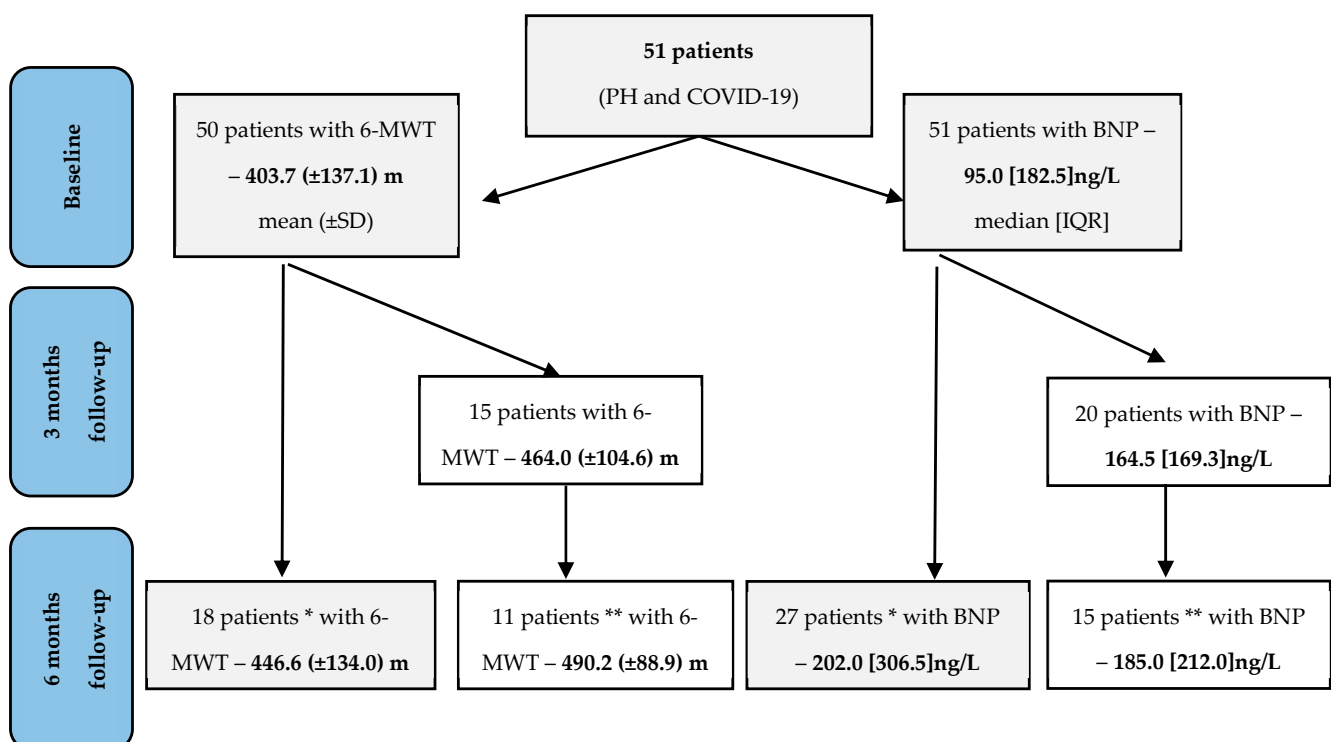 51 patients
(PH and COVID-19)
Baseline
50 patients with 6-MWT
– 403.7 (±137.1) m
mean (±SD)
51 patients with BNP –
95.0 [182.5]ng/L
median [IQR]
3 months
follow-up
15 patients with 6-
MWT – 464.0 (±104.6) m
20 patients with BNP –
164.5 [169.3]ng/L
6 months
follow-up
18 patients * with 6-
MWT – 446.6 (±134.0) m
11 patients ** with 6-
MWT – 490.2 (±88.9) m
27 patients * with BNP
– 202.0 [306.5]ng/L
15 patients ** with BNP
– 185.0 [212.0]ng/L